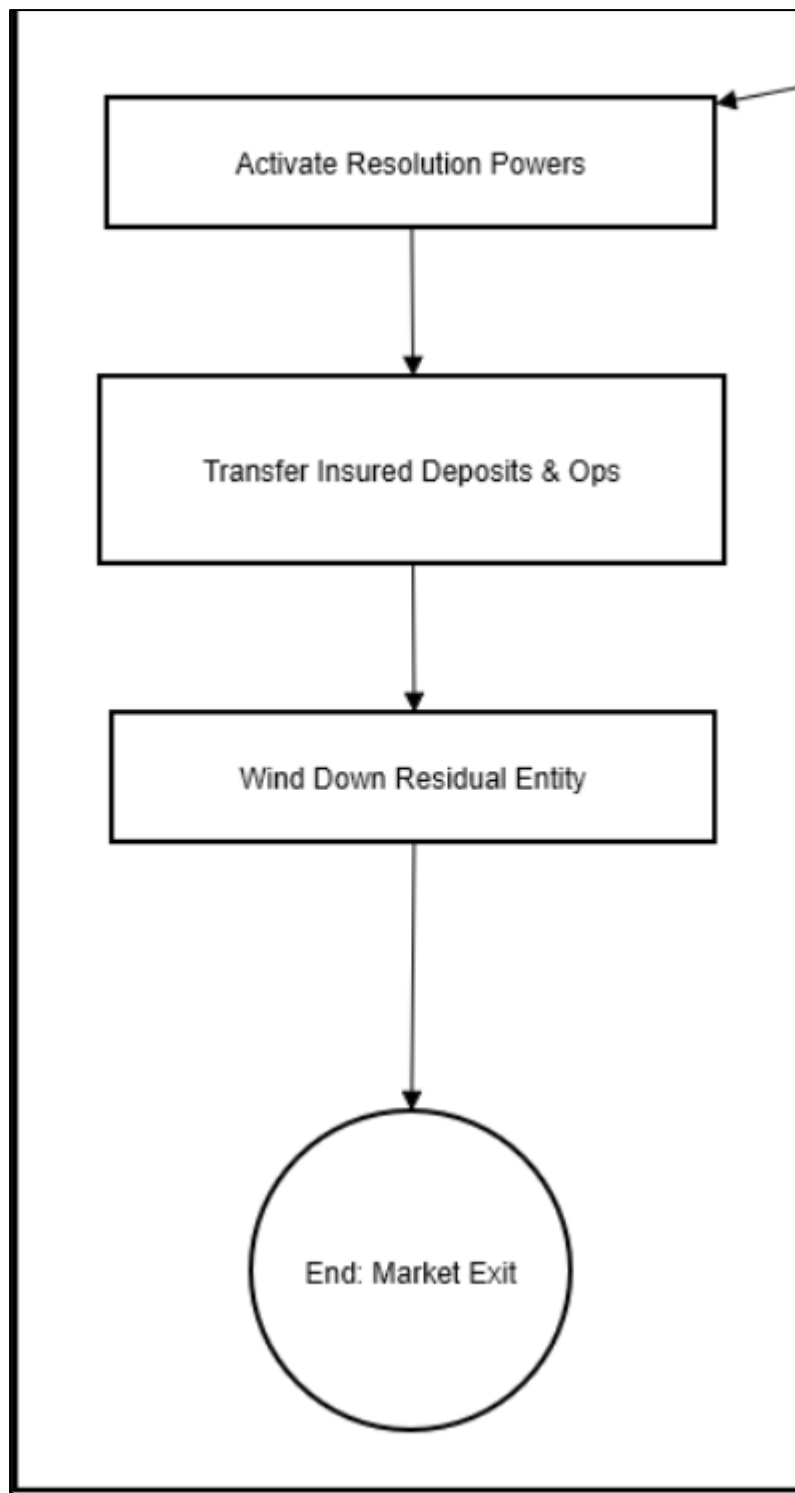 Activate Resolution Powers
Transfer Insured Deposits & Ops
Wind Down Residual Entity
End: Market Exit